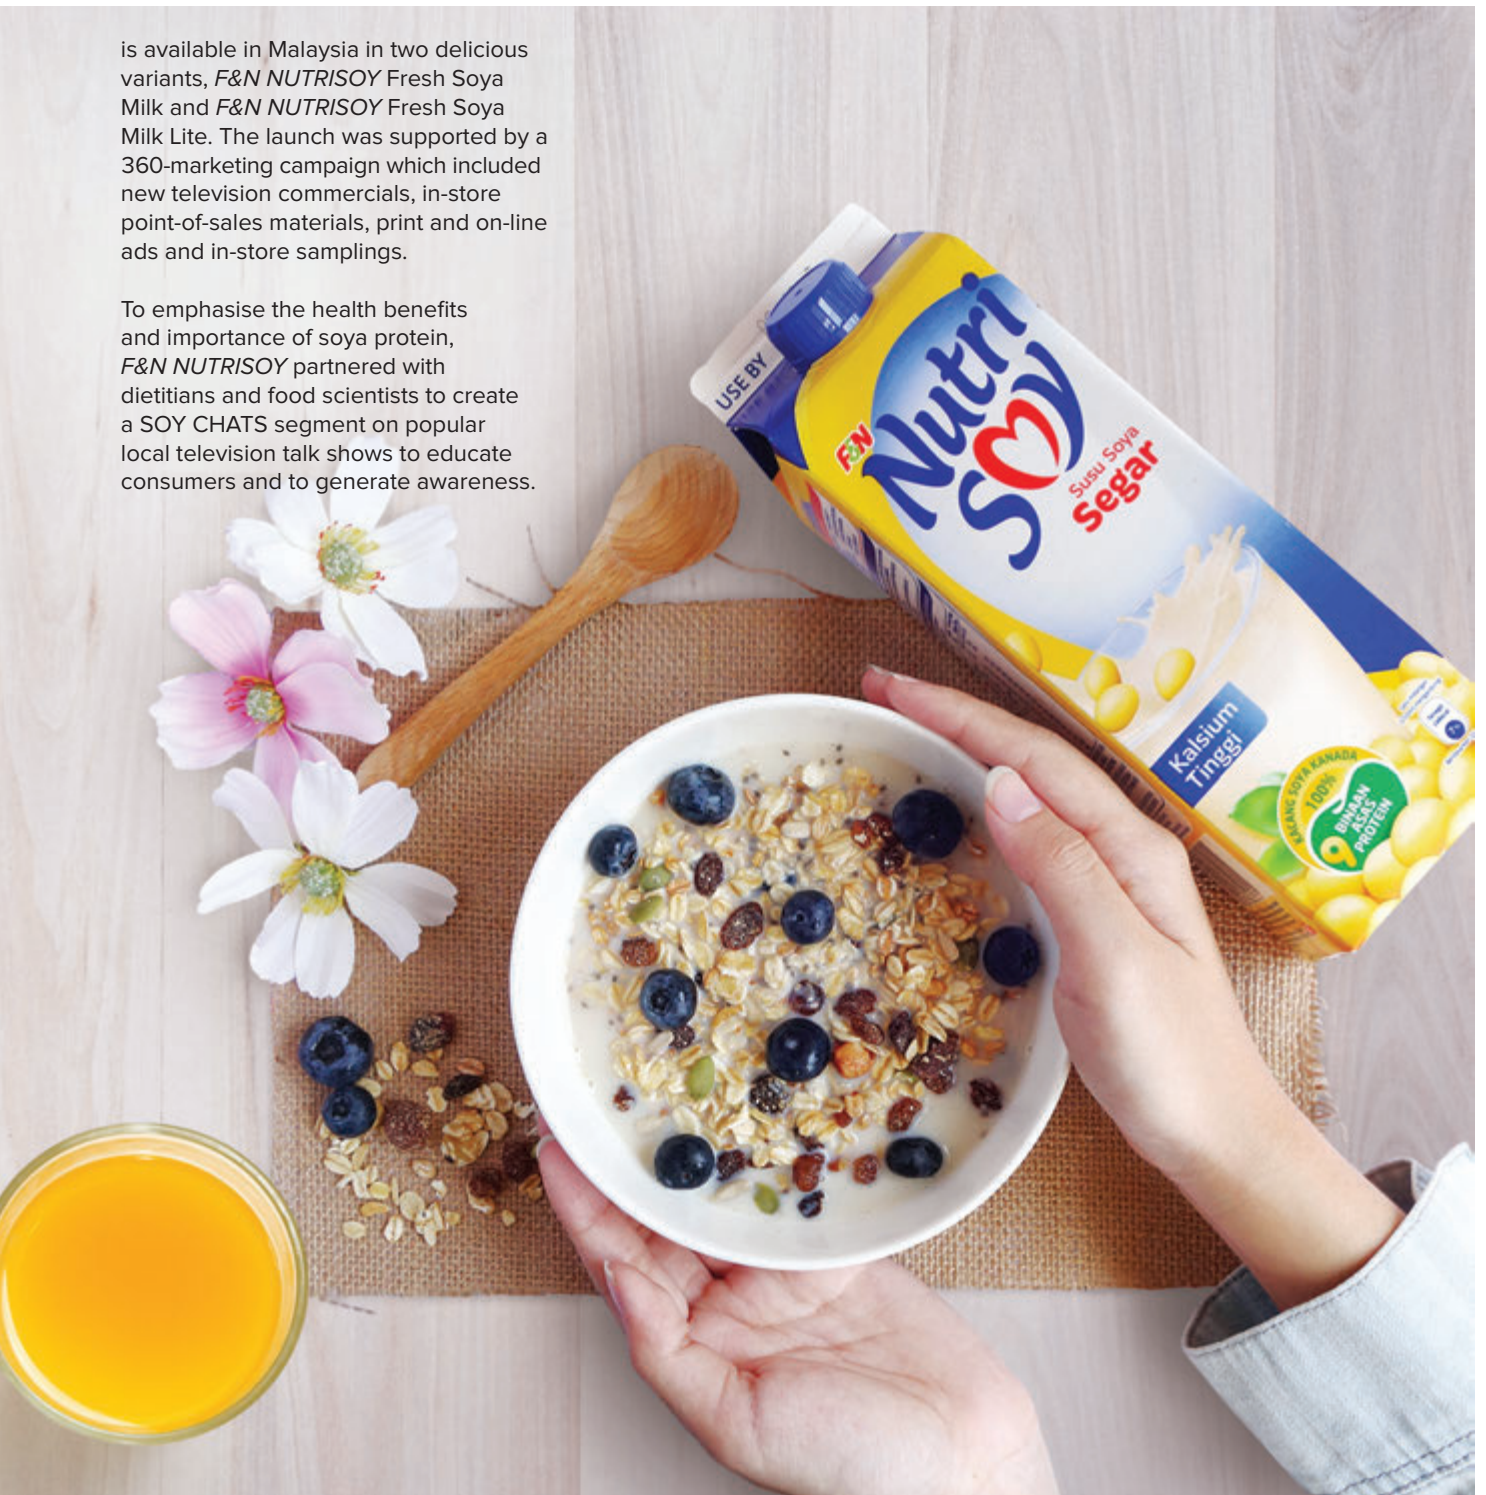 is available in Malaysia in two delicious
variants, F&N NUTRISOY Fresh Soya
Milk and F&N NUTRISOY Fresh Soya
Milk Lite. The launch was supported by a
360-marketing campaign which included
new television commercials, in-store
point-of-sales materials, print and on-line
ads and in-store samplings.
To emphasise the health benefits
and importance of soya protein,
F&N NUTRISOY partnered with
dietitians and food scientists to create
a SOY CHATS segment on popular
local television talk shows to educate
consumers and to generate awareness.
USE BY
F&N
Nutri
Soy
Susu Soya
Segar
Kalsium
Tinggi
KACANG SOYA KANADA
100%
9
BINAAN
ASAS
PROTEIN